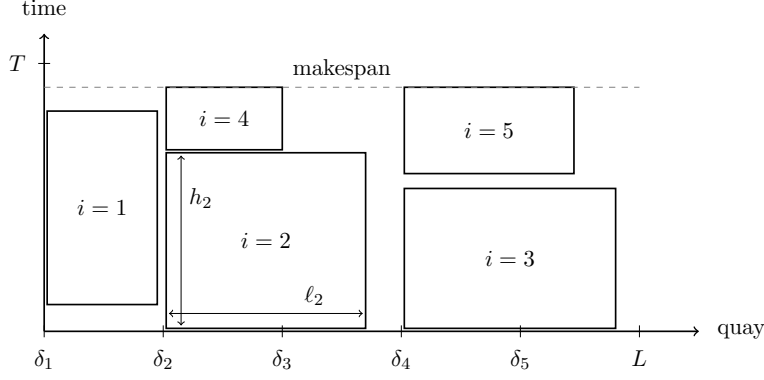 time
T
makespan
i = 4
i = 5
i = 1
h₂
i = 2
i = 3
ℓ₂
quay
δ₁ δ₂ δ₃ δ₄ δ₅ L